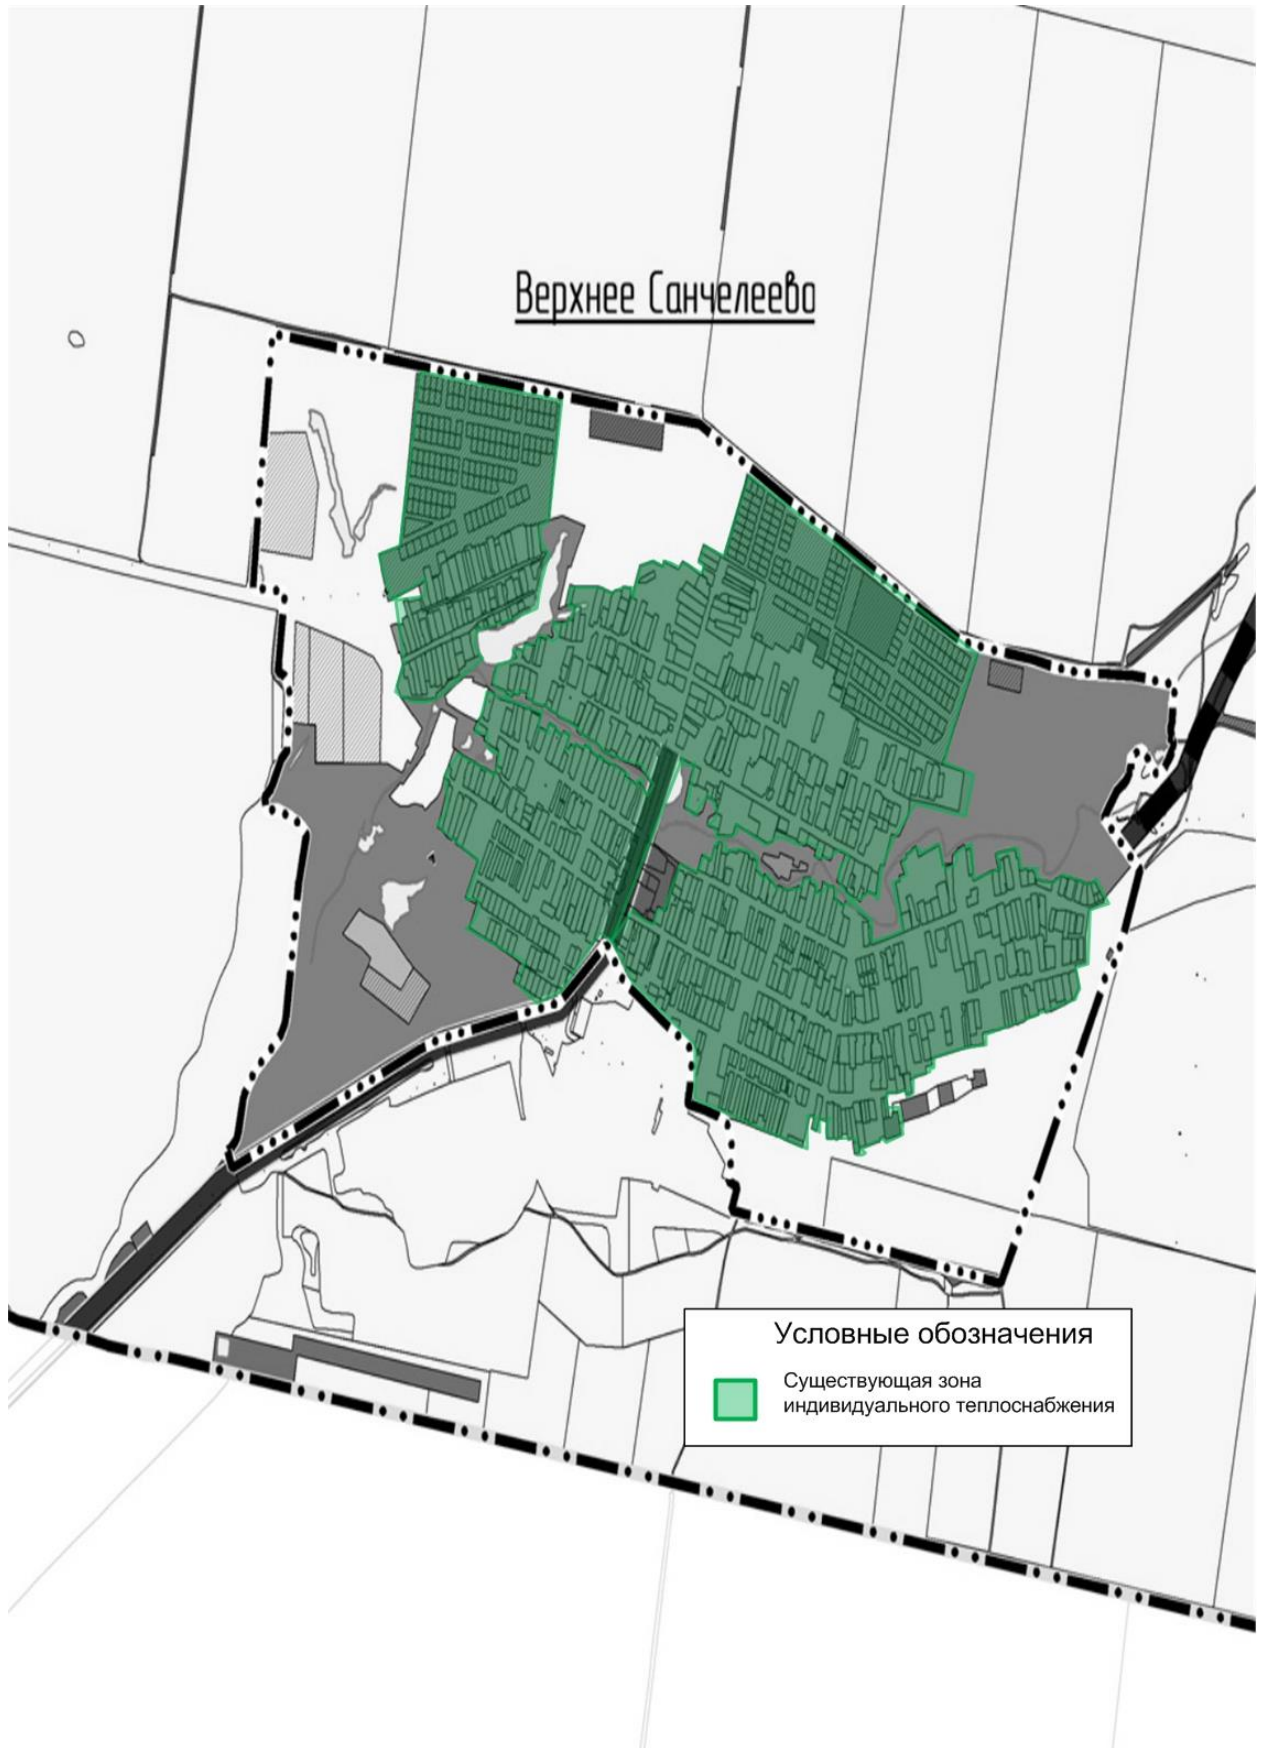 Верхнее Санчелеево
Условные обозначения
Существующая зона
индивидуального теплоснабжения